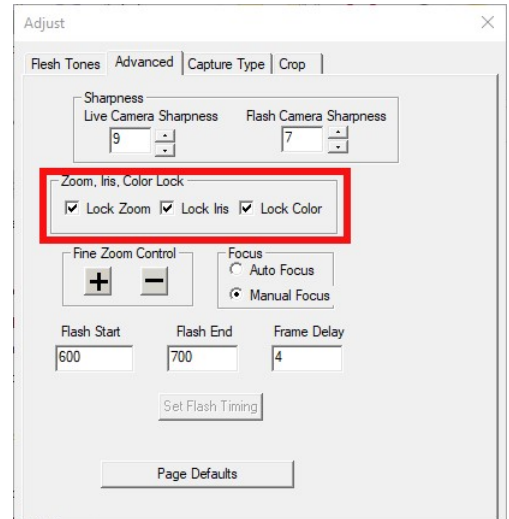 Adjust
Flesh Tones Advanced Capture Type Crop
Sharpness
Live Camera Sharpness Flash Camera Sharpness
9 7
Zoom, Iris, Color Lock
Lock Zoom Lock Iris Lock Color
Fine Zoom Control Focus
Auto Focus
Manual Focus
Flash Start Flash End Frame Delay
600 700 4
Set Flash Timing
Page Defaults